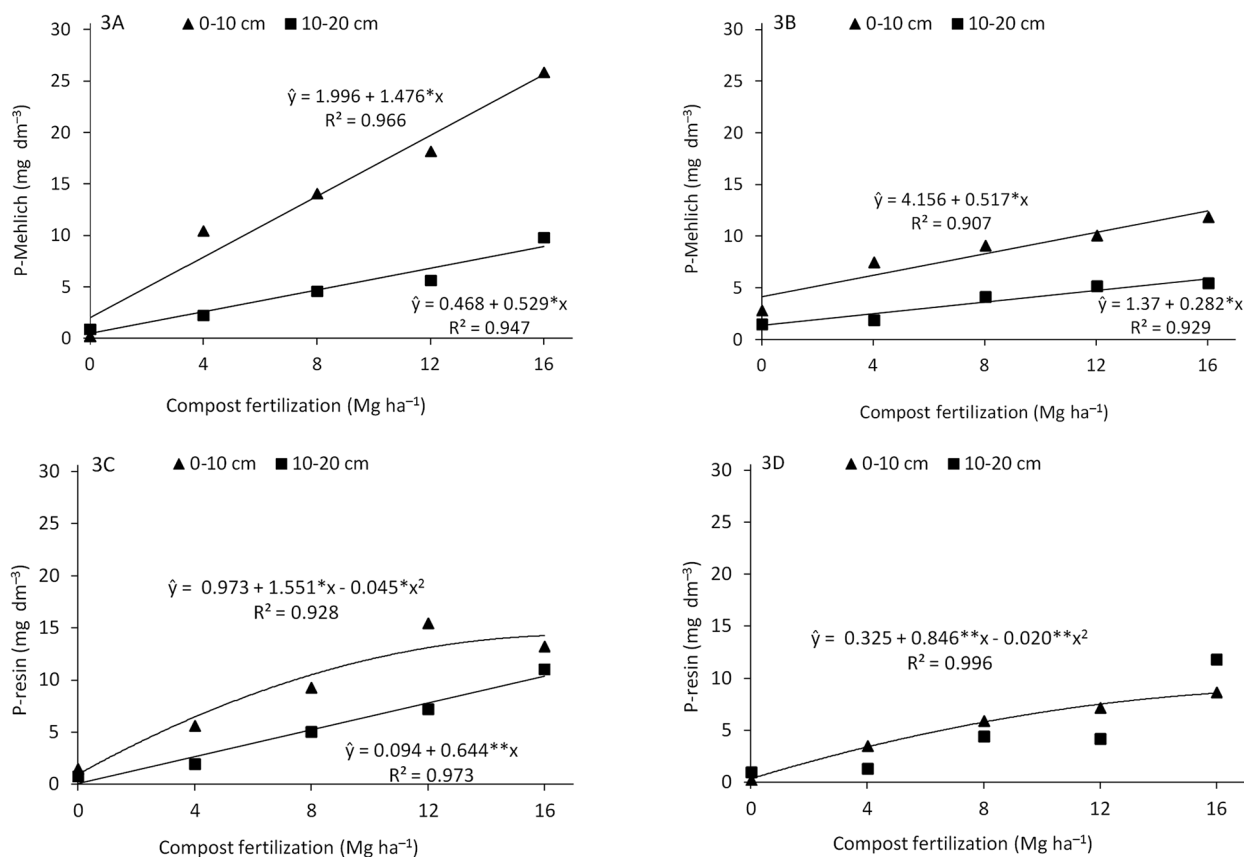 3A ▲ 0-10 cm ■ 10-20 cm
30
25
20
15
10
5
0
P-Mehlich (mg dm⁻³)
ŷ = 1.996 + 1.476*x
R² = 0.966
ŷ = 0.468 + 0.529*x
R² = 0.947
0 4 8 12 16
Compost fertilization (Mg ha⁻¹)
3B ▲ 0-10 cm ■ 10-20 cm
30
25
20
15
10
5
0
P-Mehlich (mg dm⁻³)
ŷ = 4.156 + 0.517*x
R² = 0.907
ŷ = 1.37 + 0.282*x
R² = 0.929
0 4 8 12 16
Compost fertilization (Mg ha⁻¹)
3C ▲ 0-10 cm ■ 10-20 cm
30
25
20
15
10
5
0
P-resin (mg dm⁻³)
ŷ = 0.973 + 1.551*x - 0.045*x²
R² = 0.928
ŷ = 0.094 + 0.644**x
R² = 0.973
0 4 8 12 16
Compost fertilization (Mg ha⁻¹)
3D ▲ 0-10 cm ■ 10-20 cm
30
25
20
15
10
5
0
P-resin (mg dm⁻³)
ŷ = 0.325 + 0.846**x - 0.020**x²
R² = 0.996
0 4 8 12 16
Compost fertilization (Mg ha⁻¹)